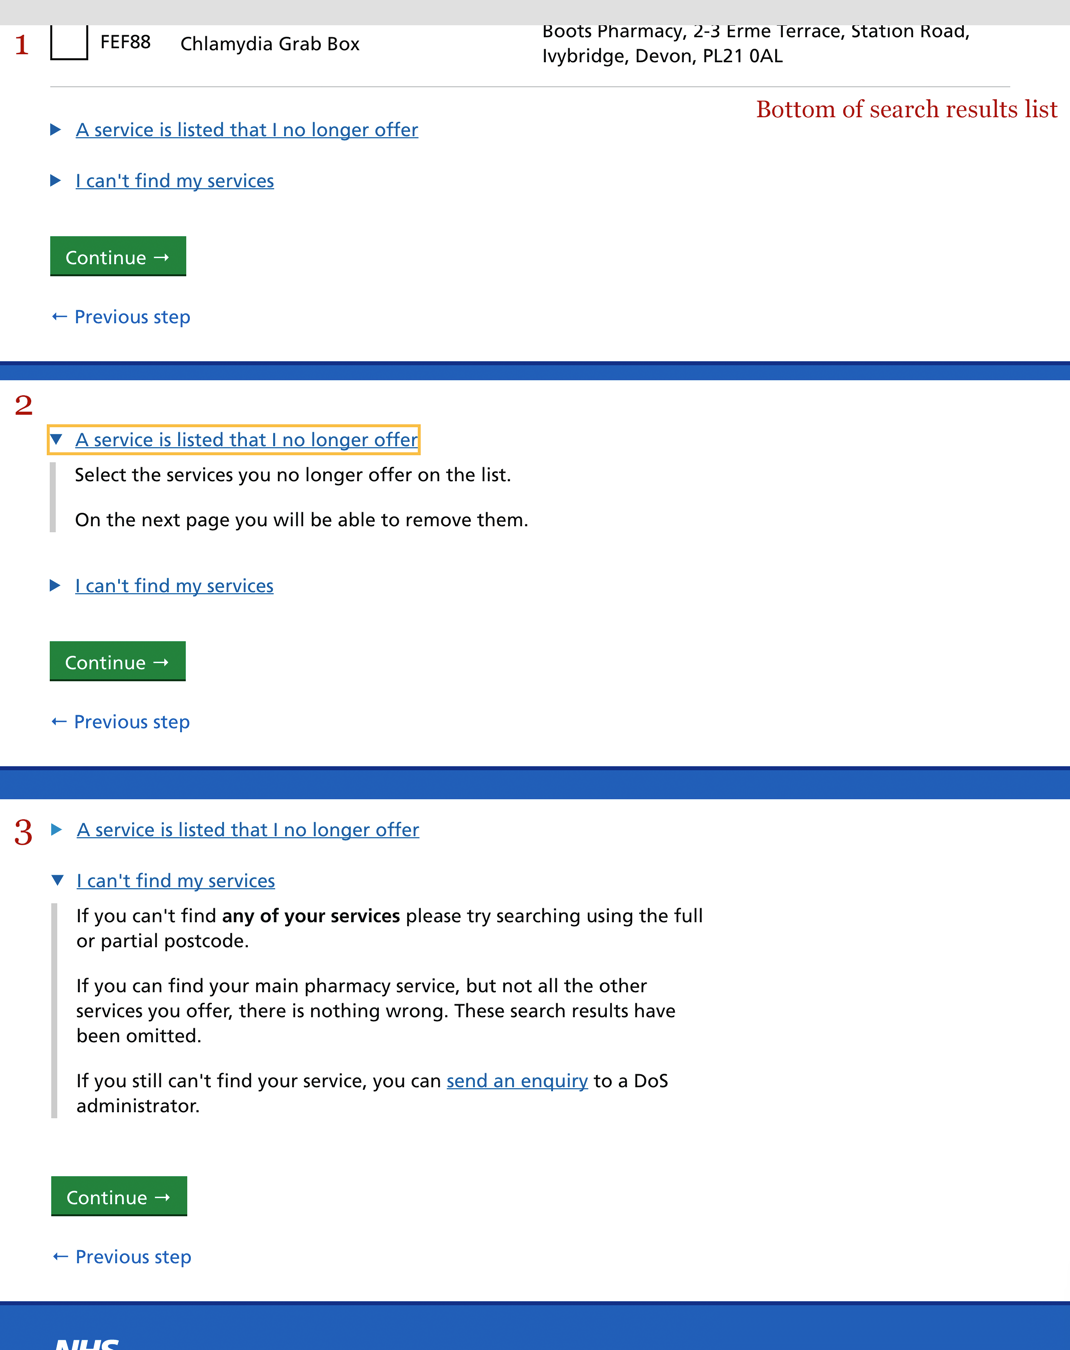 1
FEF88
Chlamydia Grab Box
Boots Pharmacy, 2-3 Erme Terrace, Station Road,
Ivybridge, Devon, PL21 0AL
Bottom of search results list
A service is listed that I no longer offer
I can't find my services
Continue →
← Previous step
2
A service is listed that I no longer offer
Select the services you no longer offer on the list.
On the next page you will be able to remove them.
I can't find my services
Continue →
← Previous step
3
A service is listed that I no longer offer
I can't find my services
If you can't find any of your services please try searching using the full
or partial postcode.
If you can find your main pharmacy service, but not all the other
services you offer, there is nothing wrong. These search results have
been omitted.
If you still can't find your service, you can send an enquiry to a DoS
administrator.
Continue →
← Previous step
NHS